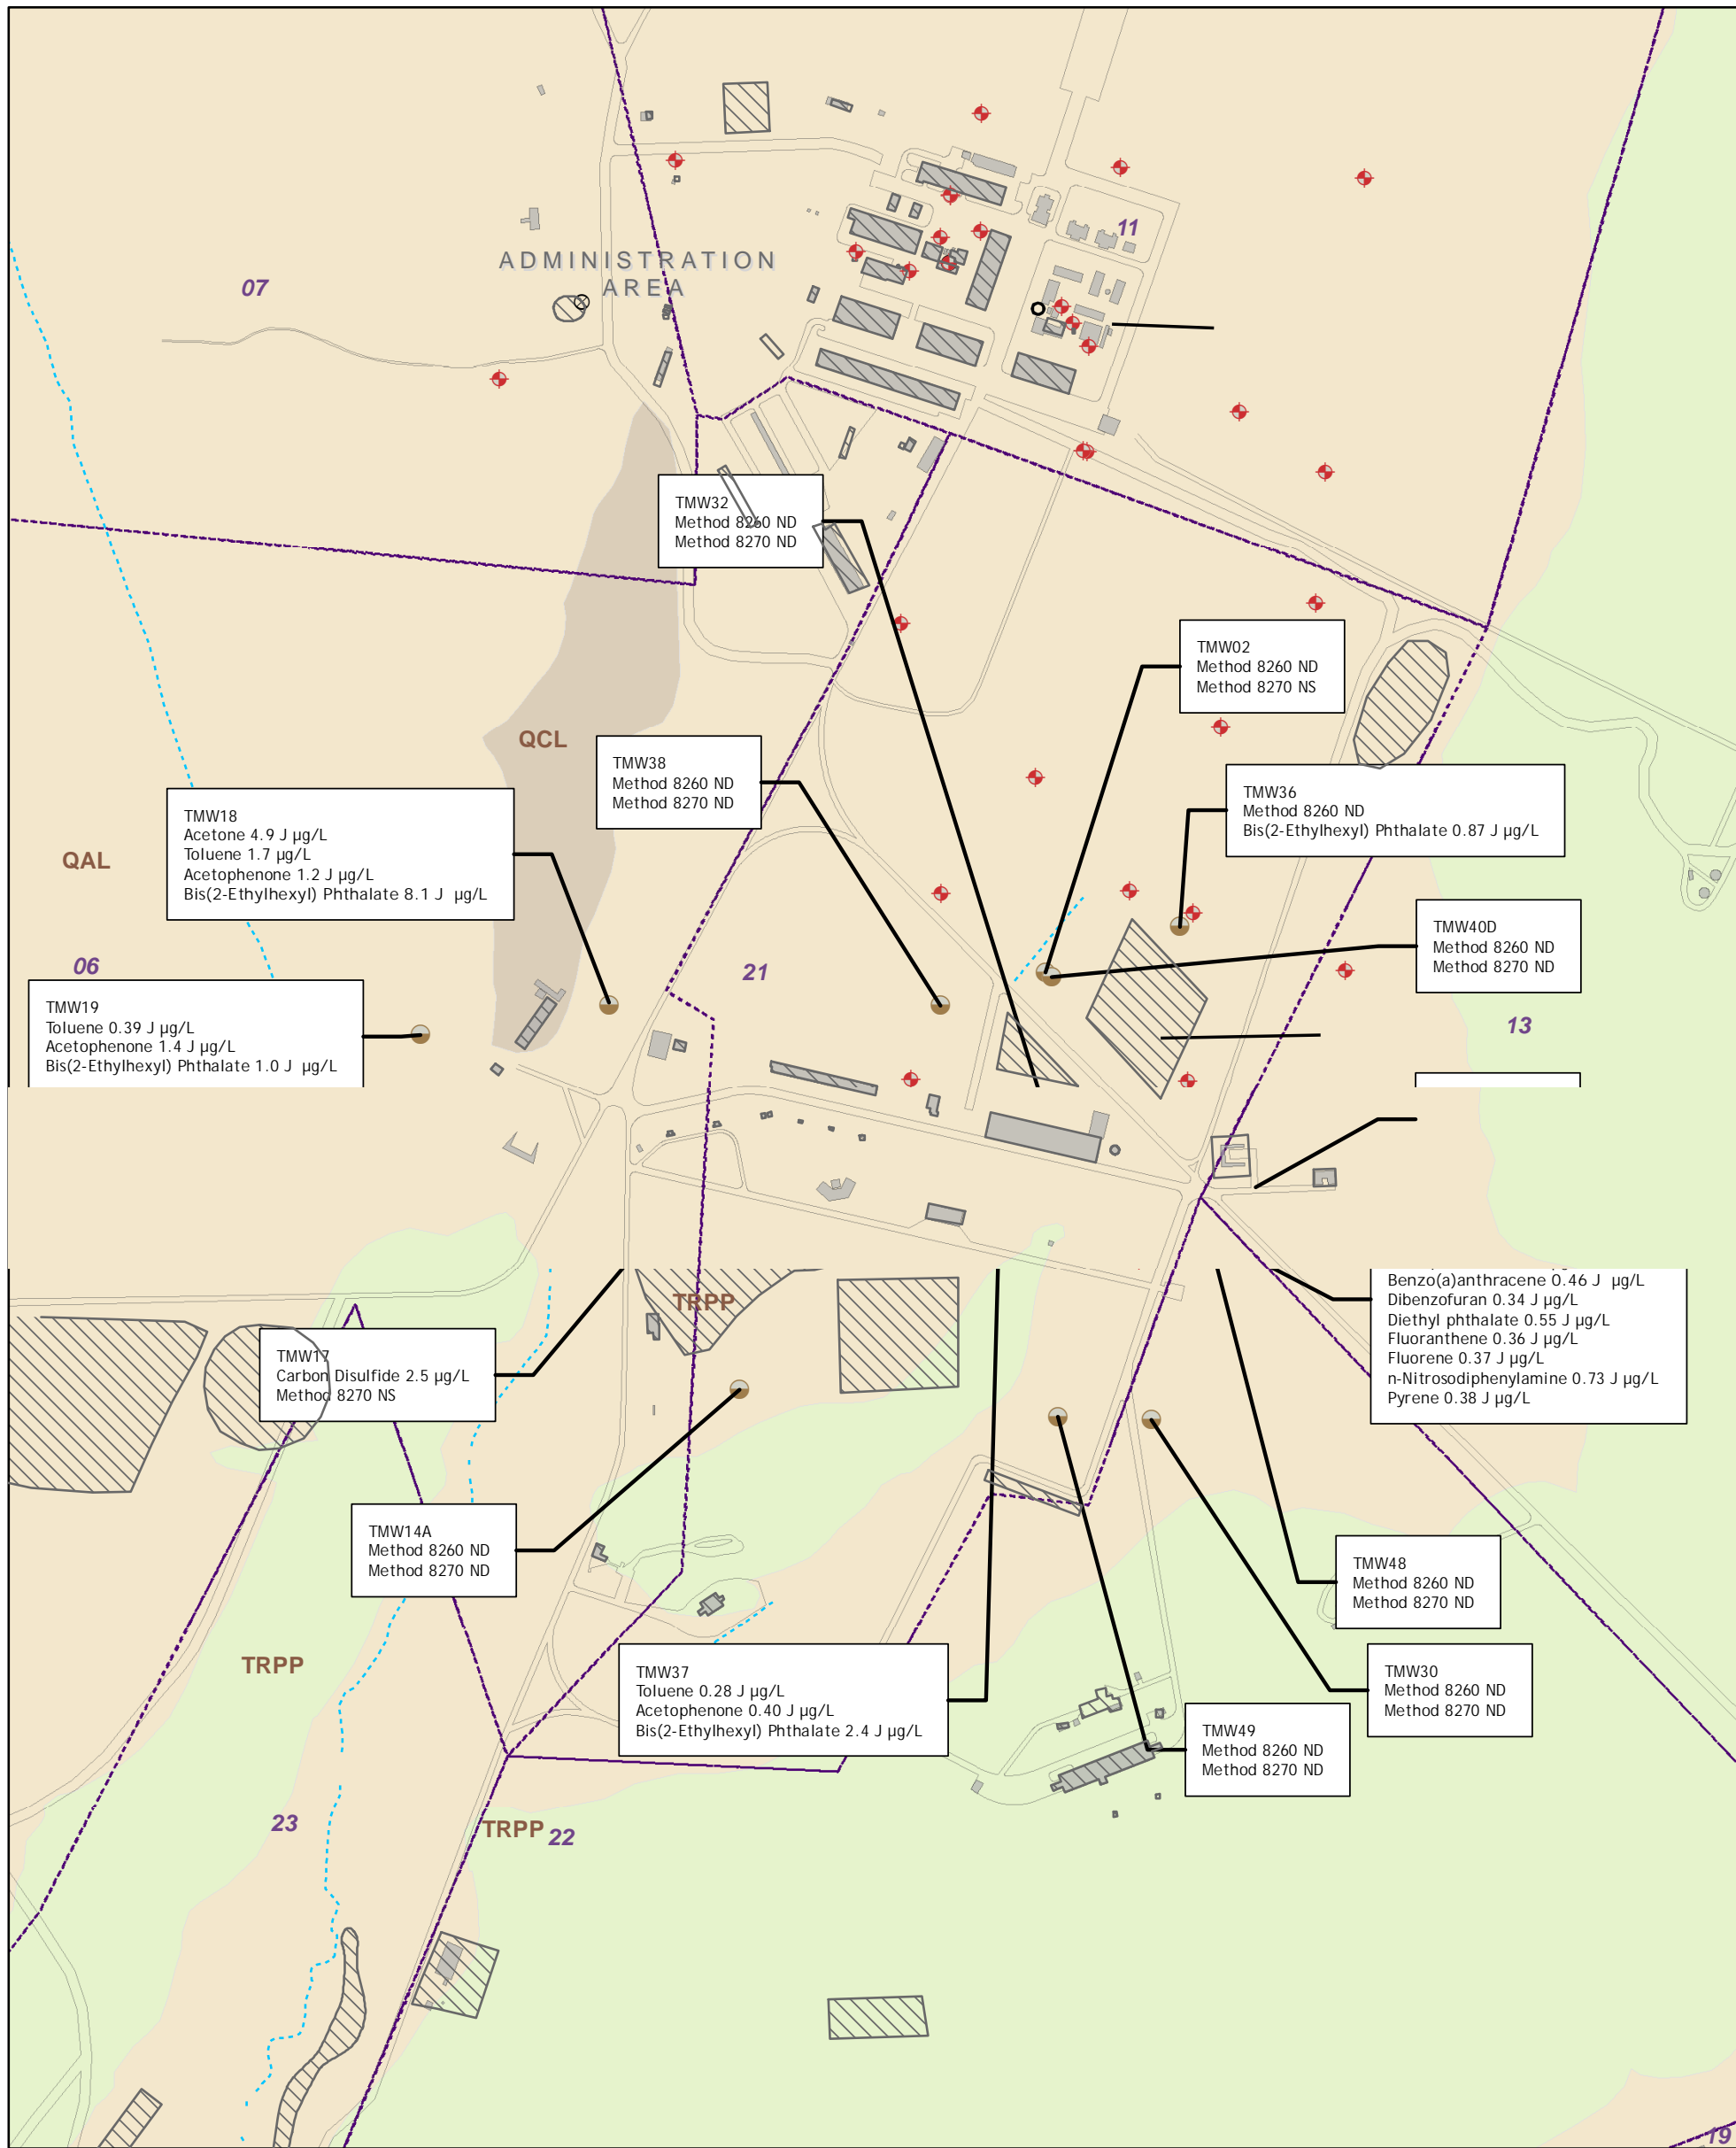 11
ADMINISTRATION
AREA
07
TMW32
Method 8260 ND
Method 8270 ND
TMW02
Method 8260 ND
Method 8270 NS
QCL
TMW38
Method 8260 ND
Method 8270 ND
TMW36
Method 8260 ND
Bis(2-Ethylhexyl) Phthalate 0.87 J µg/L
TMW18
Acetone 4.9 J µg/L
Toluene 1.7 µg/L
Acetophenone 1.2 J µg/L
Bis(2-Ethylhexyl) Phthalate 8.1 J µg/L
QAL
TMW40D
Method 8260 ND
Method 8270 ND
06
21
TMW19
Toluene 0.39 J µg/L
Acetophenone 1.4 J µg/L
Bis(2-Ethylhexyl) Phthalate 1.0 J µg/L
13
Benzo(a)anthracene 0.46 J µg/L
Dibenzofuran 0.34 J µg/L
Diethyl phthalate 0.55 J µg/L
Fluoranthene 0.36 J µg/L
Fluorene 0.37 J µg/L
n-Nitrosodiphenylamine 0.73 J µg/L
Pyrene 0.38 J µg/L
TRPP
TMW17
Carbon Disulfide 2.5 µg/L
Method 8270 NS
TMW14A
Method 8260 ND
Method 8270 ND
TMW48
Method 8260 ND
Method 8270 ND
TRPP
TMW37
Toluene 0.28 J µg/L
Acetophenone 0.40 J µg/L
Bis(2-Ethylhexyl) Phthalate 2.4 J µg/L
TMW30
Method 8260 ND
Method 8270 ND
TMW49
Method 8260 ND
Method 8270 ND
23
TRPP
22
19